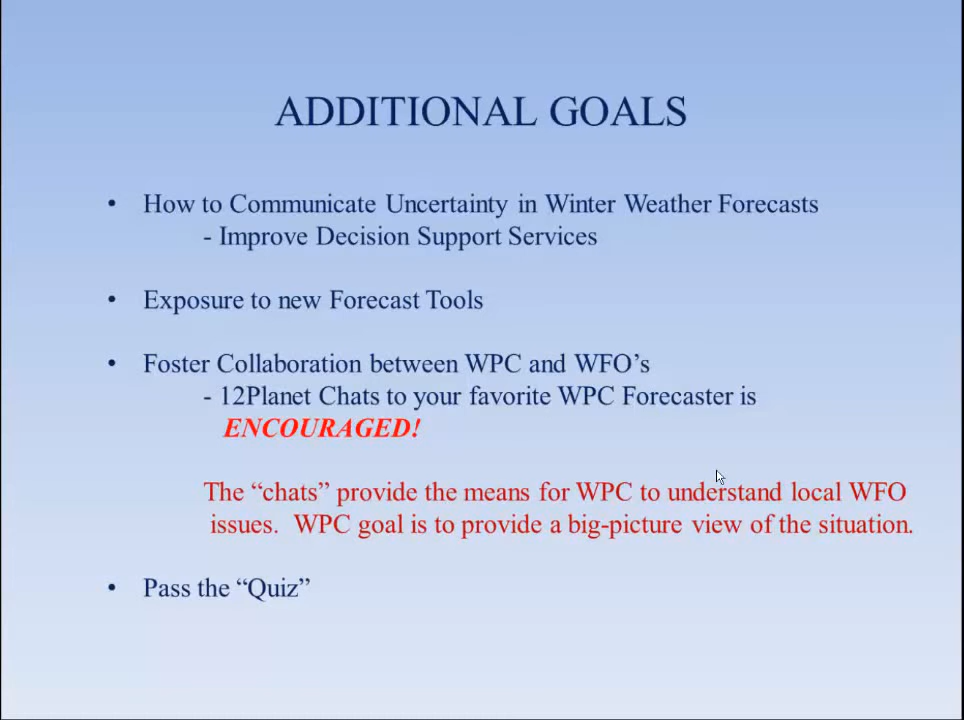 ADDITIONAL GOALS
• How to Communicate Uncertainty in Winter Weather Forecasts
- Improve Decision Support Services
• Exposure to new Forecast Tools
• Foster Collaboration between WPC and WFO’s
- 12Planet Chats to your favorite WPC Forecaster is
ENCOURAGED!
The “chats” provide the means for WPC to understand local WFO
issues. WPC goal is to provide a big-picture view of the situation.
• Pass the “Quiz”